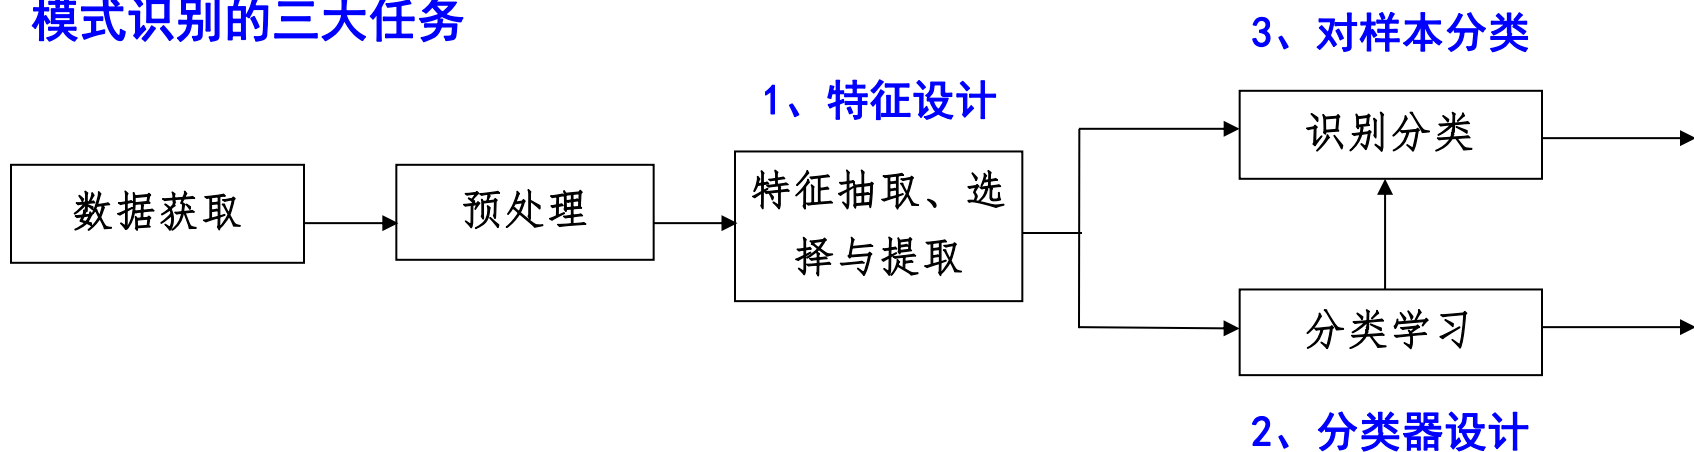 模式识别的三大任务
3、对样本分类
1、特征设计
识别分类
数据获取
预处理
特征抽取、选
择与提取
分类学习
2、分类器设计